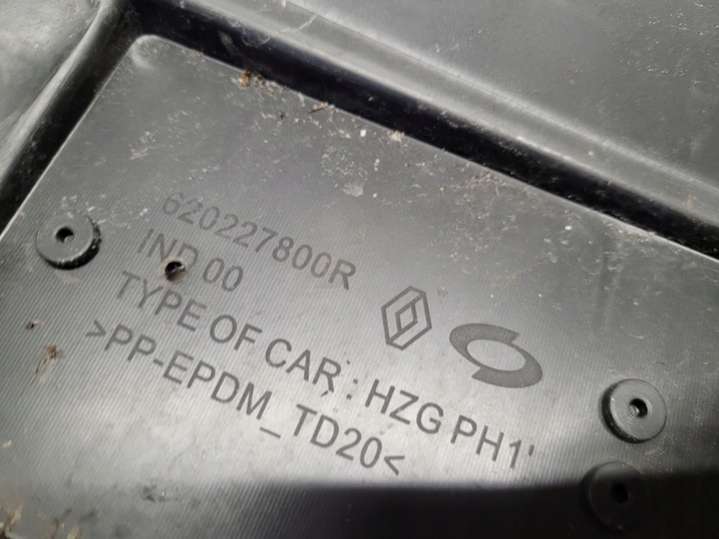 620227800R
IND 00
TYPE OF CAR : HZG PH1'
>PP-EPDM_TD20<